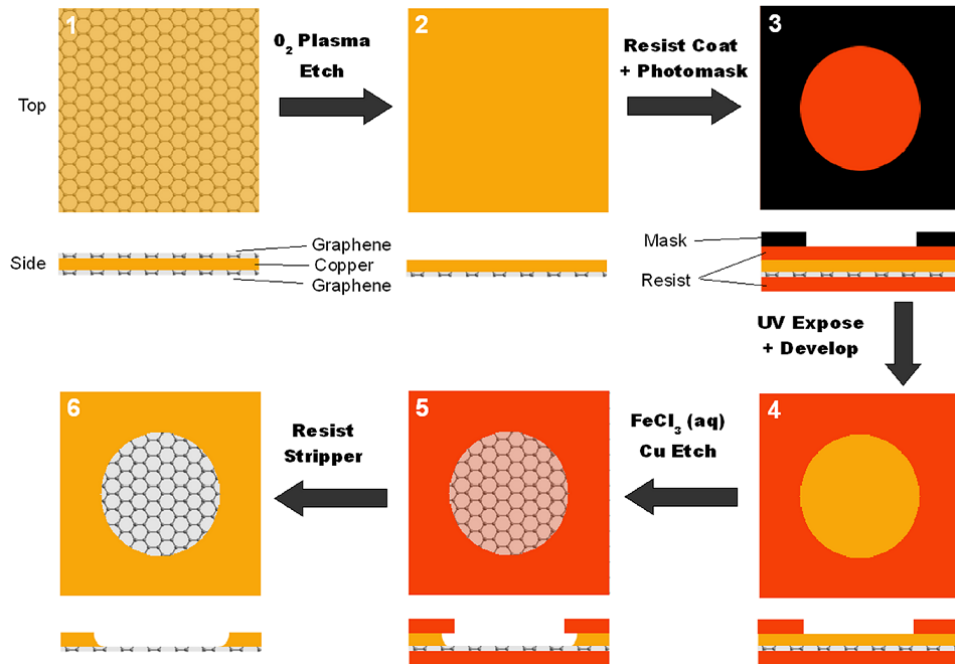 1
O₂ Plasma
Etch
2
Resist Coat
+ Photomask
3
Top
Side
Graphene
Copper
Graphene
Mask
Resist
UV Expose
+ Develop
4
FeCl₃ (aq)
Cu Etch
5
Resist
Stripper
6